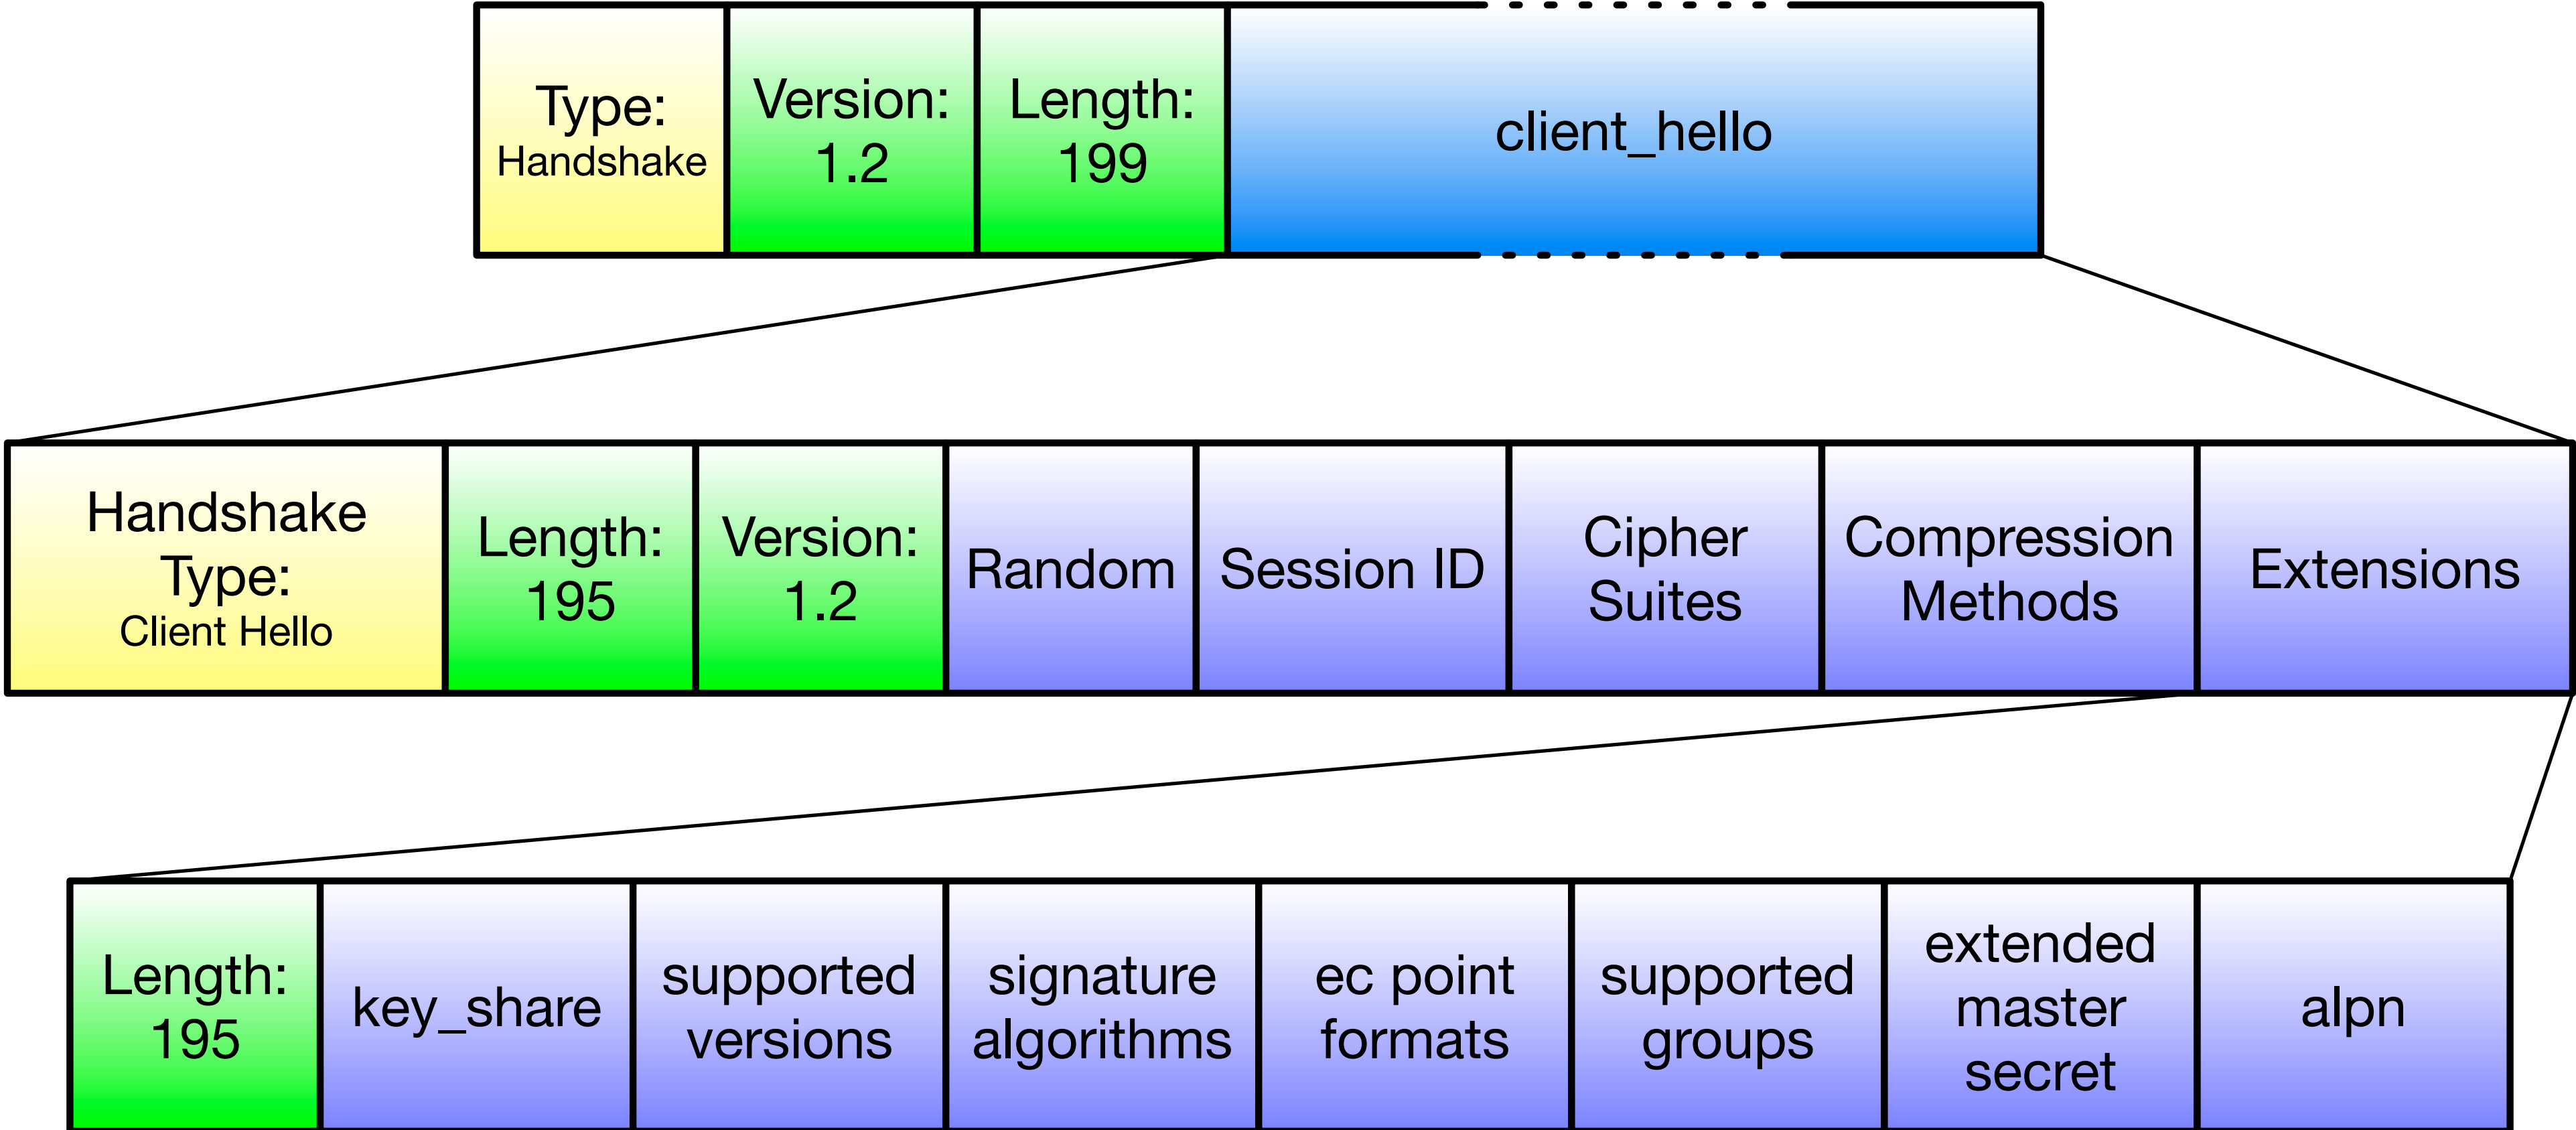 Type:
Handshake
Version:
1.2
Length:
199
client_hello
Handshake
Type:
Client Hello
Length:
195
Version:
1.2
Random
Session ID
Cipher
Suites
Compression
Methods
Extensions
Length:
195
key_share
supported
versions
signature
algorithms
ec point
formats
supported
groups
extended
master
secret
alpn